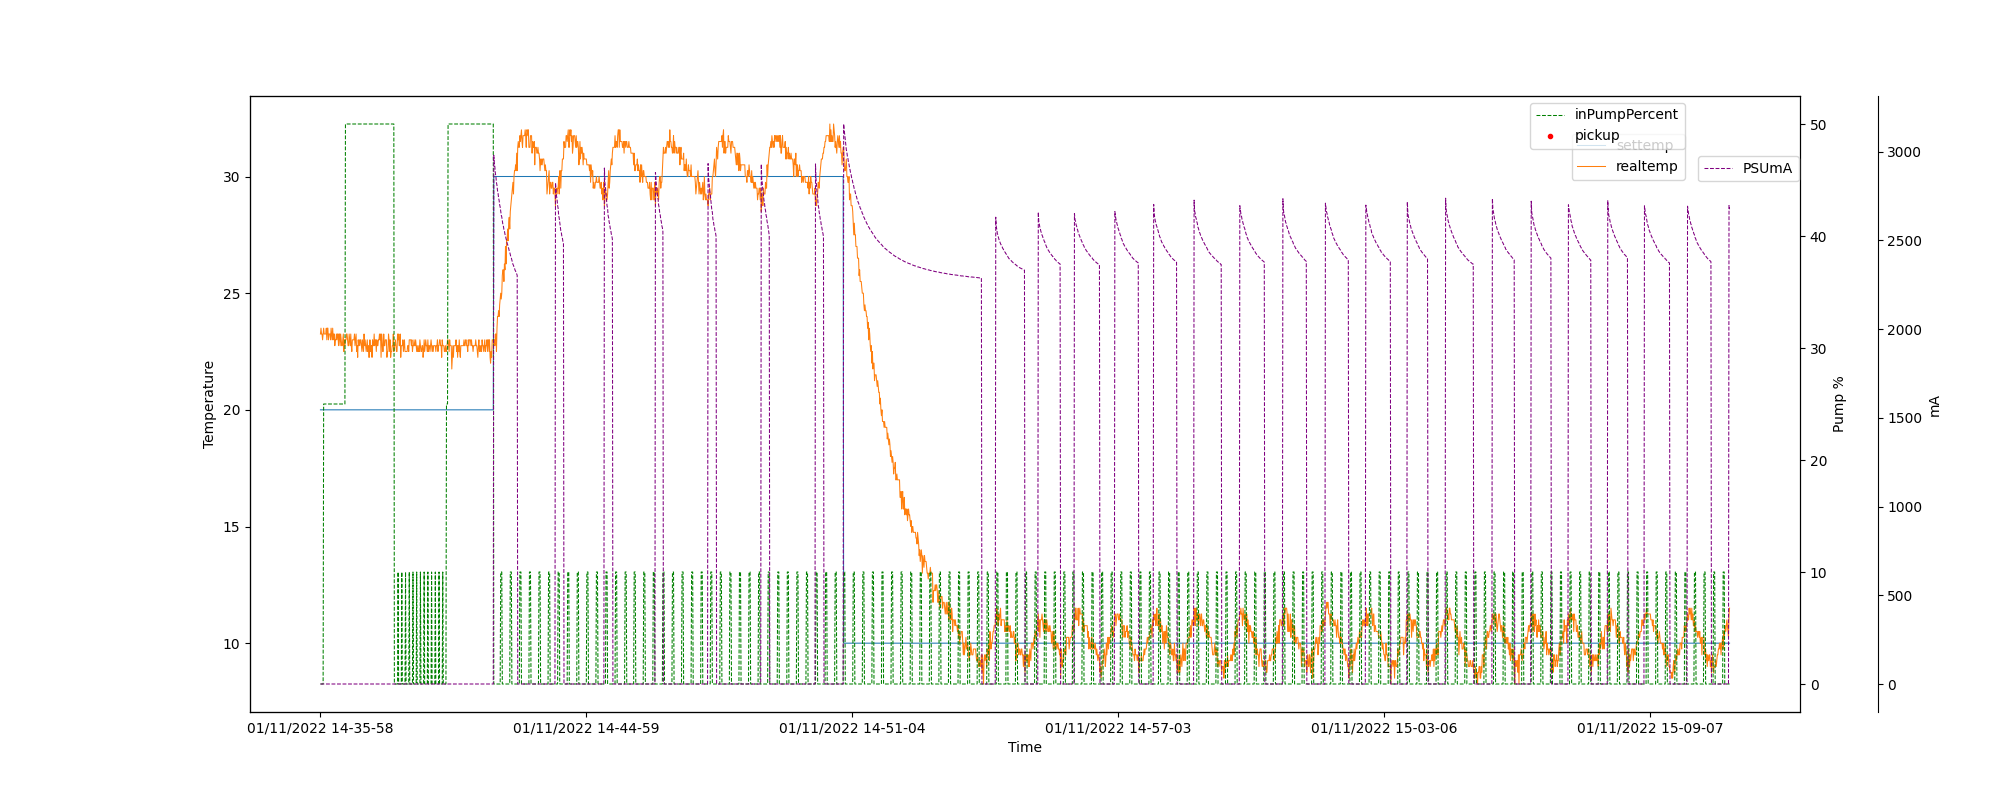 inPumpPercent
pickup
settemp
realtemp
PSUmA
30
25
20
15
10
Temperature
50
40
30
20
10
0
Pump %
3000
2500
2000
1500
1000
500
0
mA
01/11/2022 14-35-58
01/11/2022 14-44-59
01/11/2022 14-51-04
01/11/2022 14-57-03
01/11/2022 15-03-06
01/11/2022 15-09-07
Time